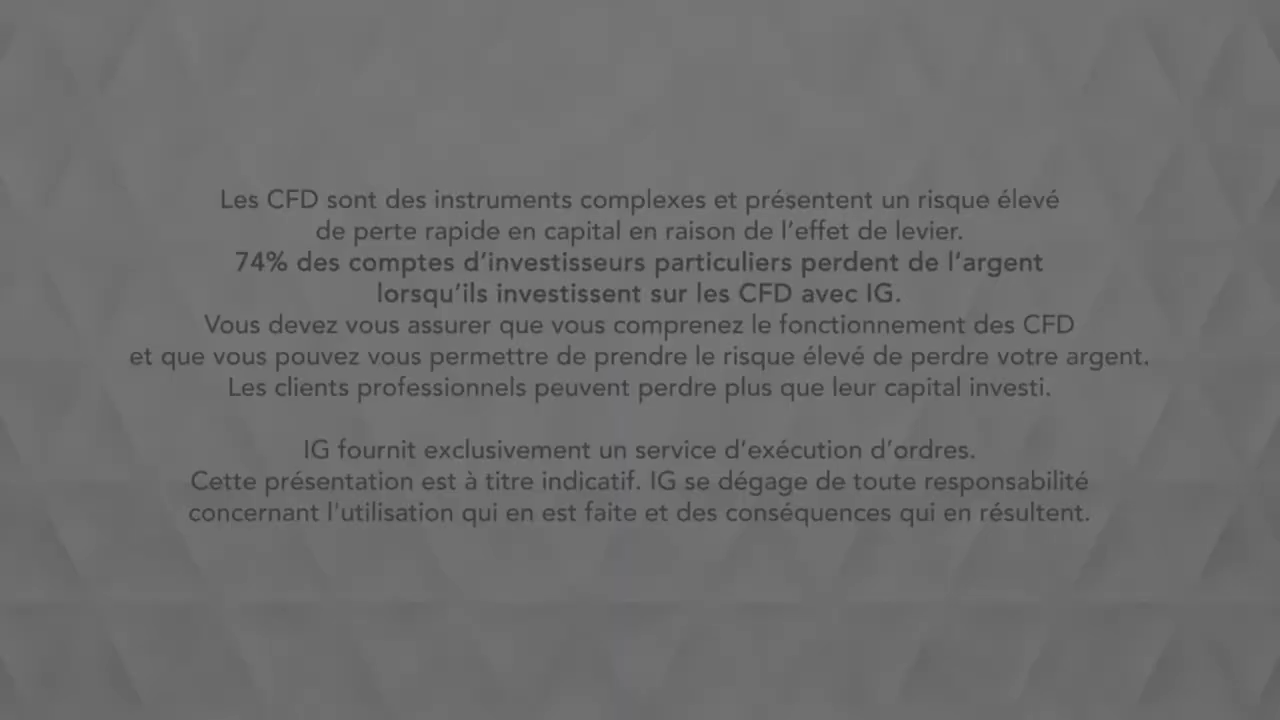 Les CFD sont des instruments complexes et présentent un risque élevé
de perte rapide en capital en raison de l’effet de levier.
74% des comptes d’investisseurs particuliers perdent de l’argent
lorsqu’ils investissent sur les CFD avec IG.
Vous devez vous assurer que vous comprenez le fonctionnement des CFD
et que vous pouvez vous permettre de prendre le risque élevé de perdre votre argent.
Les clients professionnels peuvent perdre plus que leur capital investi.
IG fournit exclusivement un service d’exécution d’ordres.
Cette présentation est à titre indicatif. IG se dégage de toute responsabilité
concernant l'utilisation qui en est faite et des conséquences qui en résultent.